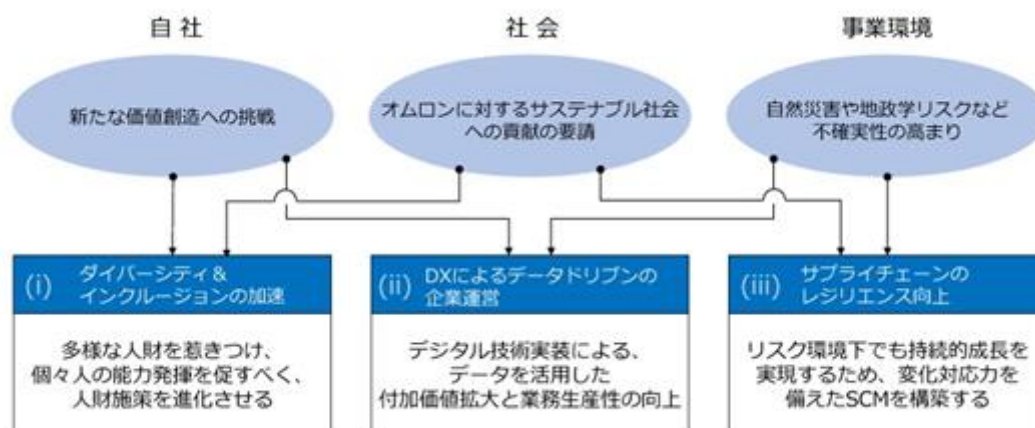 自社
社会
事業環境
新たな価値創造への挑戦
オムロンに対するサステナブル社会
への貢献の要請
自然災害や地政学リスクなど
不確実性の高まり
(i)
ダイバーシティ＆
インクルージョンの加速
多様な人財を惹きつけ、
個々人の能力発揮を促すべく、
人財施策を進化させる
(ii)
DXによるデータドリブンの
企業運営
デジタル技術実装による、
データを活用した
付加価値拡大と業務生産性の向上
(iii)
サプライチェーンの
レジリエンス向上
リスク環境下でも持続的成長を
実現するため、変化対応力を
備えたSCMを構築する